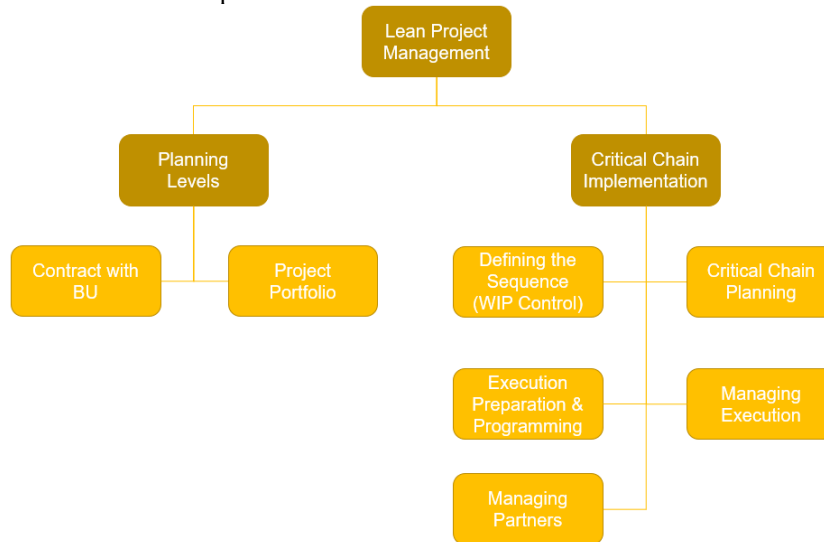 Lean Project
Management
Planning
Levels
Critical Chain
Implementation
Contract with
BU
Project
Portfolio
Defining the
Sequence
(WIP Control)
Critical Chain
Planning
Execution
Preparation &
Programming
Managing
Execution
Managing
Partners